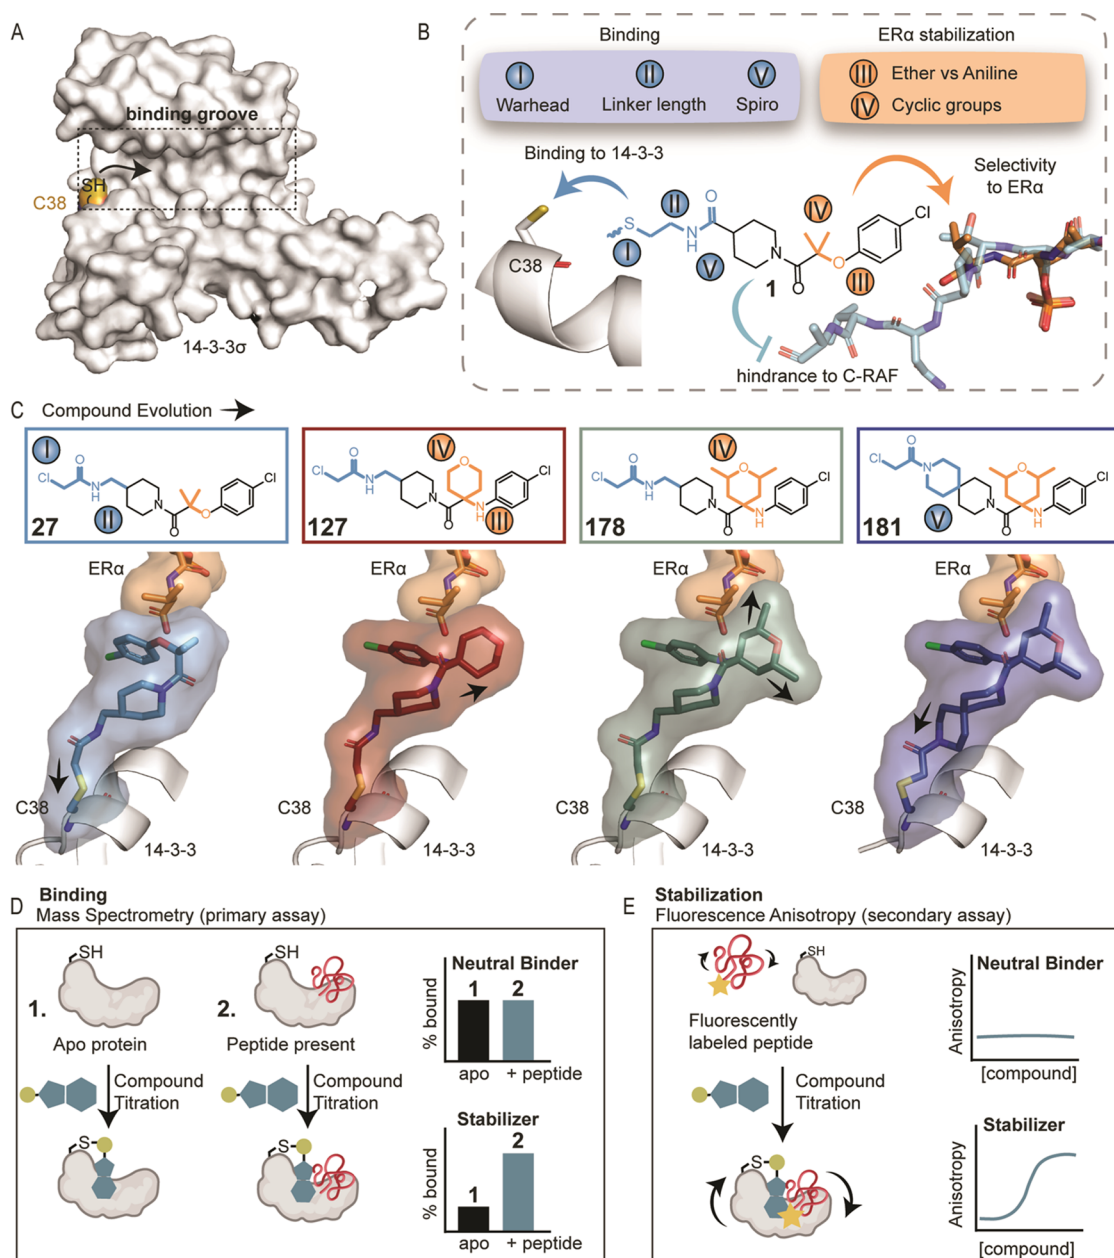 A
binding groove
SH
C38
14-3-3σ
B
Binding
ERα stabilization
I
II
V
Warhead
Linker length
Spiro
III Ether vs Aniline
IV Cyclic groups
Binding to 14-3-3
Selectivity
to ERα
C38
S
I
II
O
NH
V
N
O
IV
O
III
Cl
1
hindrance to C-RAF
C Compound Evolution
I
Cl
O
N
H
II
N
O
O
Cl
27
Cl
O
N
H
N
O
IV
O
N
H
III
Cl
127
Cl
O
N
H
N
O
IV
O
N
H
Cl
178
Cl
O
N
V
N
O
O
N
H
Cl
181
ERα
ERα
ERα
ERα
C38
14-3-3
C38
14-3-3
C38
14-3-3
C38
14-3-3
D Binding
Mass Spectrometry (primary assay)
SH
1.
Apo protein
Compound
Titration
S
SH
2.
Peptide present
Compound
Titration
S
Neutral Binder
% bound
1
2
apo
+ peptide
Stabilizer
% bound
1
2
apo
+ peptide
E Stabilization
Fluorescence Anisotropy (secondary assay)
SH
Fluorescently
labeled peptide
Compound
Titration
S
Neutral Binder
Anisotropy
[compound]
Stabilizer
Anisotropy
[compound]